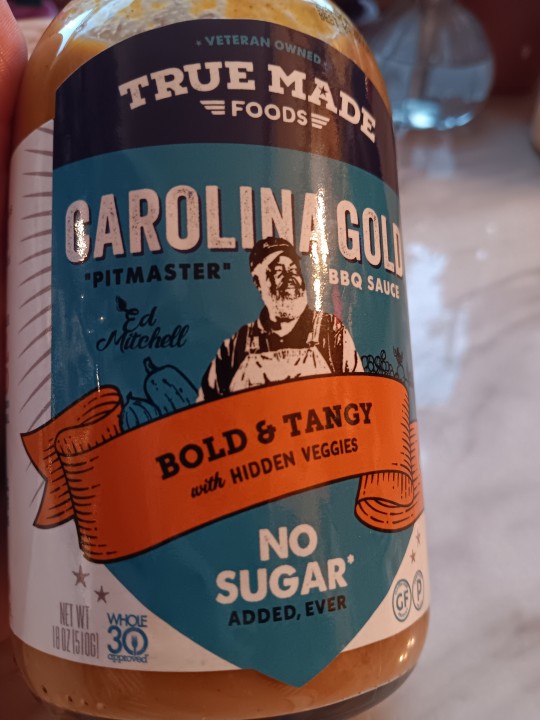 VETERAN OWNED
TRUE MADE
FOODS
CAROLINA GOLD
"PITMASTER"
BBQ SAUCE
Ed
Mitchell
BOLD & TANGY
with HIDDEN VEGGIES
NO
SUGAR*
ADDED, EVER
NET WT
18 OZ (510G)
WHOLE
30
approved
GF P